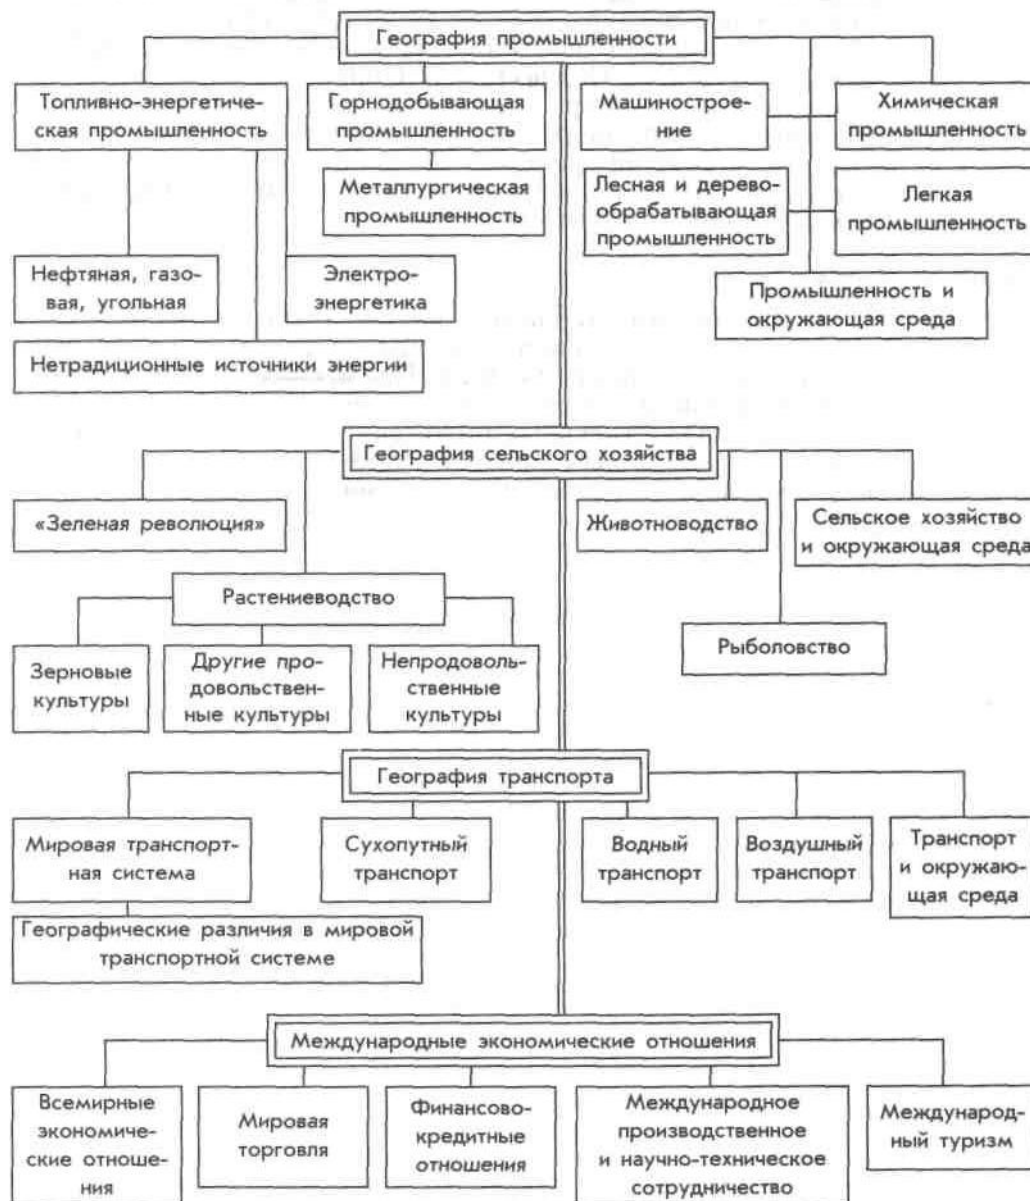 География промышленности
Топливно-энергетиче-
ская промышленность
Горнодобывающая
промышленность
Машиностроe-
ние
Химическая
промышленность
Металлургическая
промышленность
Лесная и дерево-
обрабатывающая
промышленность
Легкая
промышленность
Нефтяная, газо-
вая, угольная
Электро-
энергетика
Промышленность и
окружающая среда
Нетрадиционные источники энергии
География сельского хозяйства
«Зеленая революция»
Животноводство
Сельское хозяйство
и окружающая среда
Растениеводство
Рыболовство
Зерновые
культуры
Другие про-
довольствен-
ные культуры
Непродоволь-
ственные
культуры
География транспорта
Мировая транспорт-
ная система
Сухопутный
транспорт
Водный
транспорт
Воздушный
транспорт
Транспорт
и окружаю-
щая среда
Географические различия в мировой
транспортной системе
Международные экономические отношения
Всемирные
экономиче-
ские отноше-
ния
Мировая
торговля
Финансово-
кредитные
отношения
Международное
производственное
и научно-техническое
сотрудничество
Международ-
ный туризм